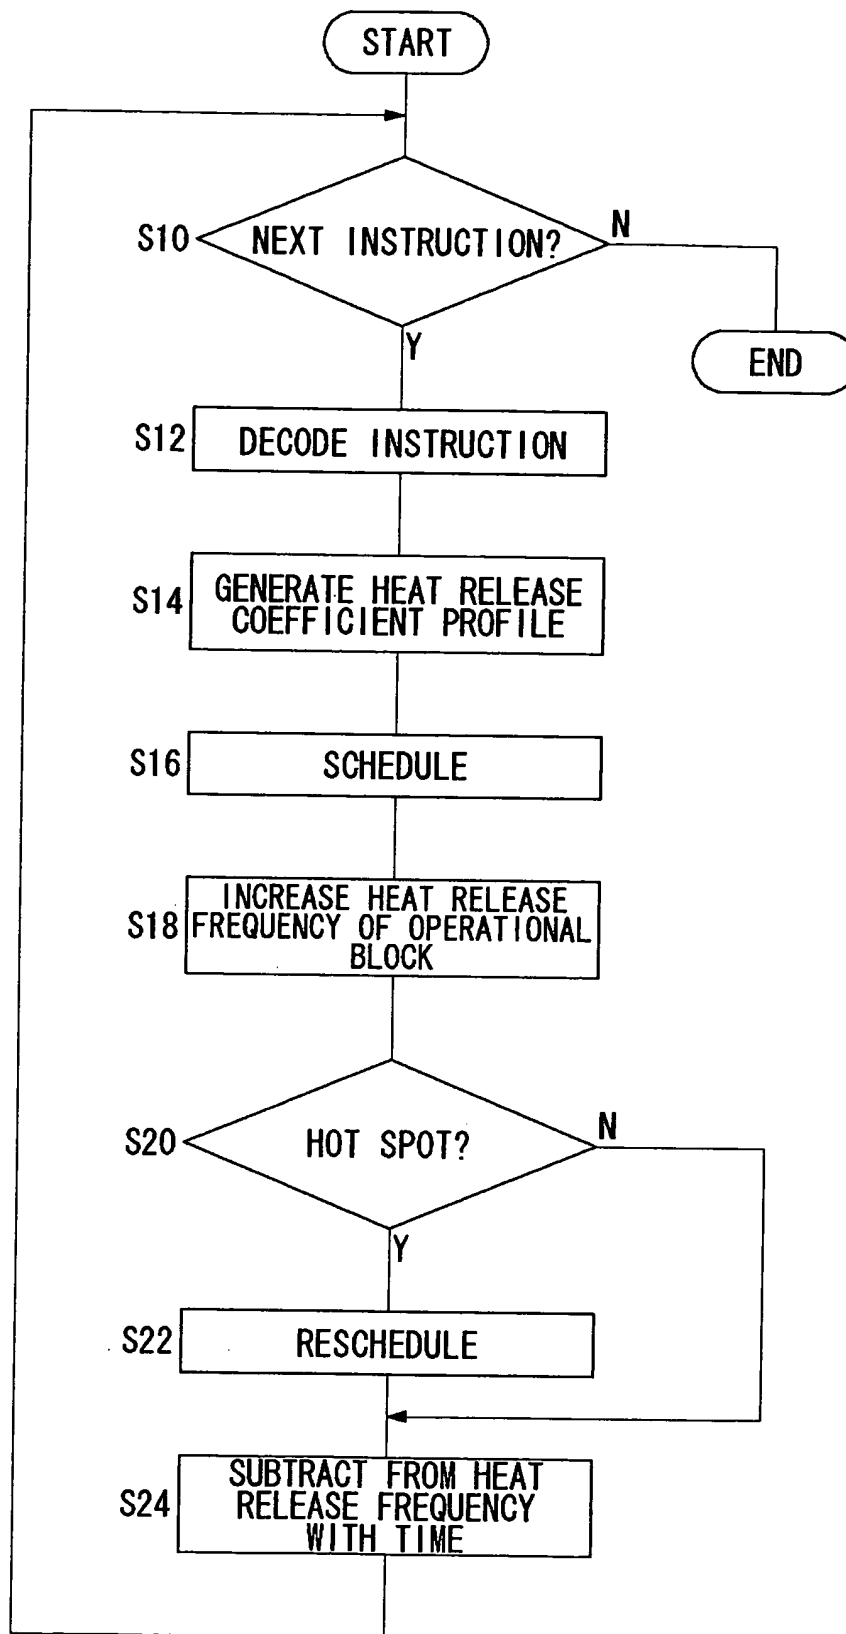 START
S10
NEXT INSTRUCTION?
N
Y
END
S12
DECODE INSTRUCTION
S14
GENERATE HEAT RELEASE
COEFFICIENT PROFILE
S16
SCHEDULE
S18
INCREASE HEAT RELEASE
FREQUENCY OF OPERATIONAL
BLOCK
S20
HOT SPOT?
N
Y
S22
RESCHEDULE
S24
SUBTRACT FROM HEAT
RELEASE FREQUENCY
WITH TIME